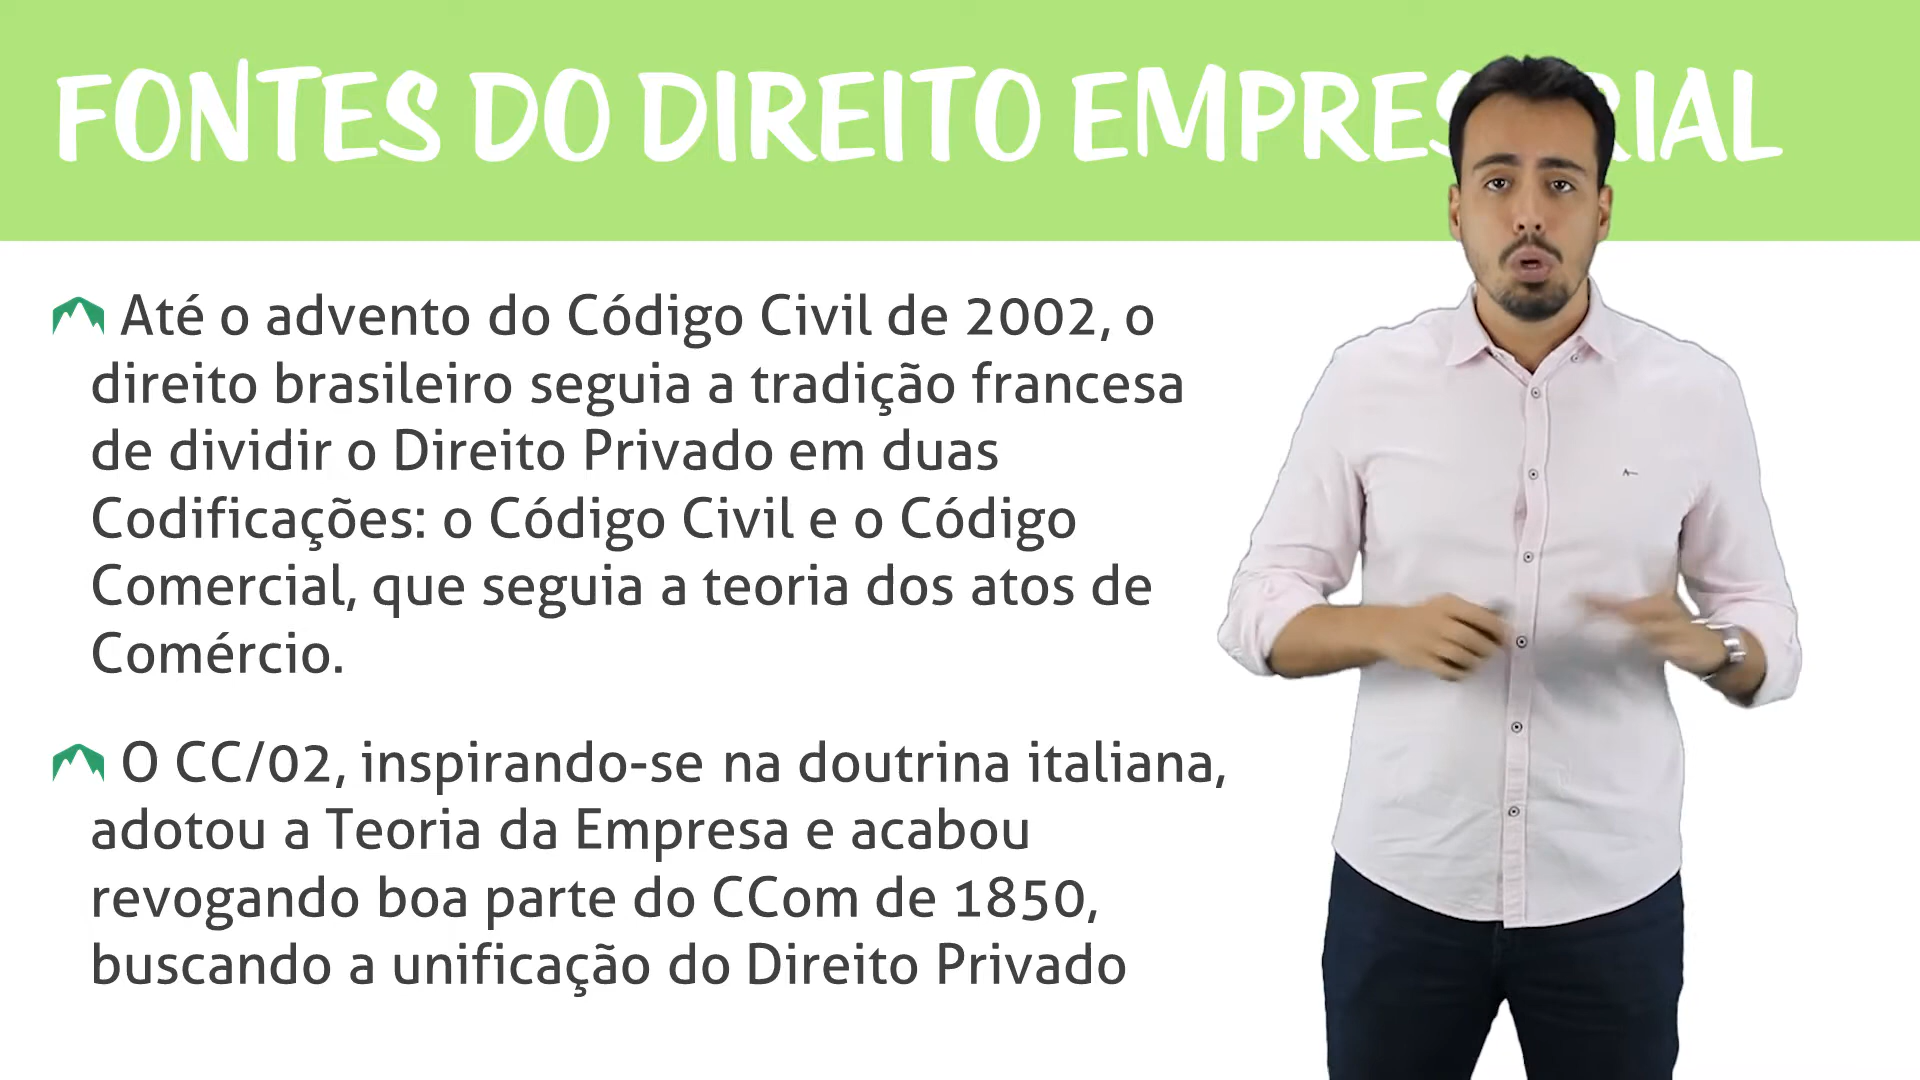 FONTES DO DIREITO
Até o advento do Código Civil de 2002, o
direito brasileiro seguia a tradição francesa
de dividir o Direito Privado em duas
Codificações: o Código Civil e o Código
Comercial, que seguia a teoria dos atos de
Comércio.
O CC/02, inspirando-se na doutrina italiana,
adotou a Teoria da Empresa e acabou
revogando boa parte do CCom de 1850,
buscando a unificação do Direito Privado